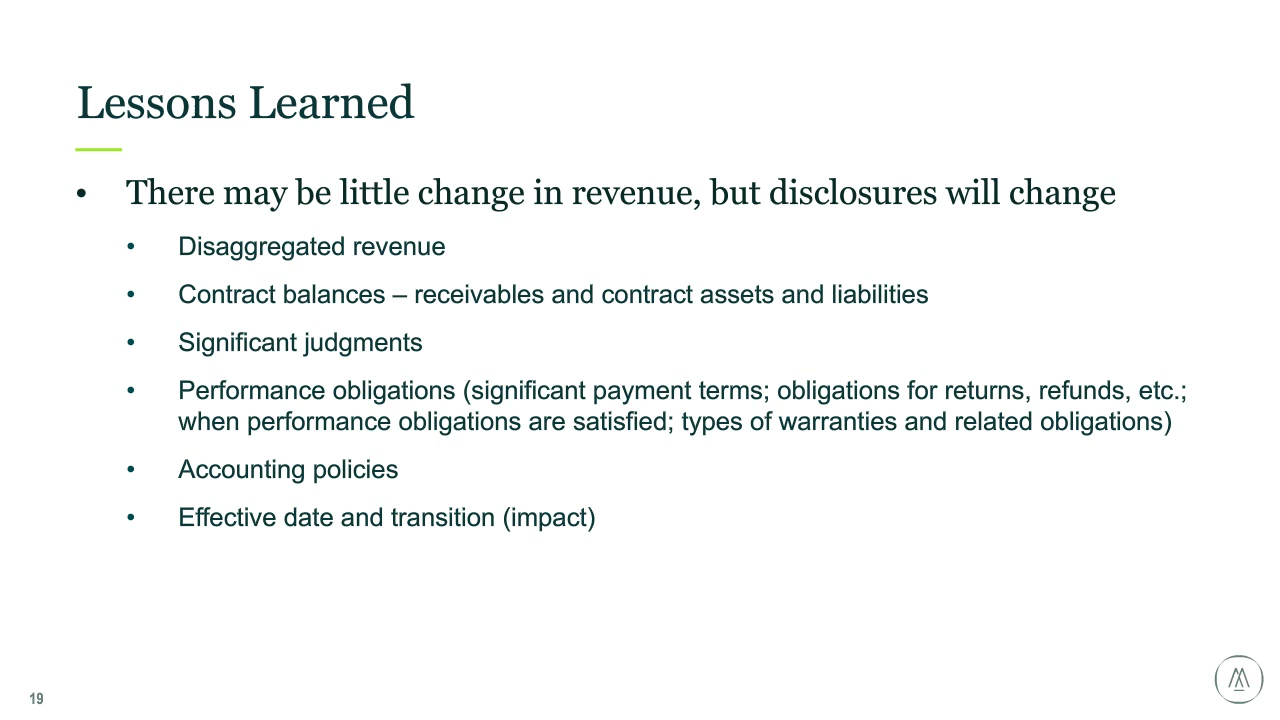 Lessons Learned
• There may be little change in revenue, but disclosures will change
• Disaggregated revenue
• Contract balances – receivables and contract assets and liabilities
• Significant judgments
• Performance obligations (significant payment terms; obligations for returns, refunds, etc.;
when performance obligations are satisfied; types of warranties and related obligations)
• Accounting policies
• Effective date and transition (impact)
19